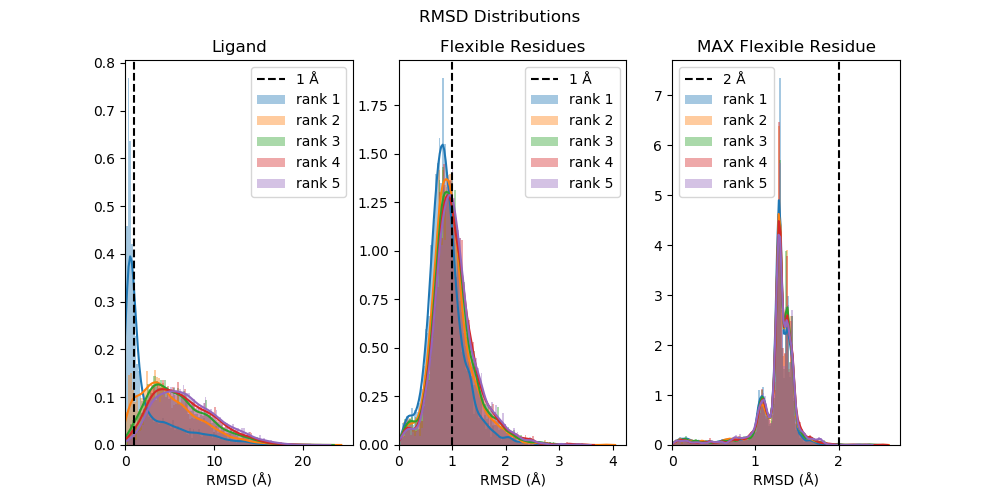 RMSD Distributions
Ligand
0.8
0.7
0.6
0.5
0.4
0.3
0.2
0.1
0.0
0
10
20
RMSD (Å)
1 Å
rank 1
rank 2
rank 3
rank 4
rank 5
Flexible Residues
1.75
1.50
1.25
1.00
0.75
0.50
0.25
0.00
0
1
2
3
4
RMSD (Å)
1 Å
rank 1
rank 2
rank 3
rank 4
rank 5
MAX Flexible Residue
7
6
5
4
3
2
1
0
0
1
2
RMSD (Å)
2 Å
rank 1
rank 2
rank 3
rank 4
rank 5